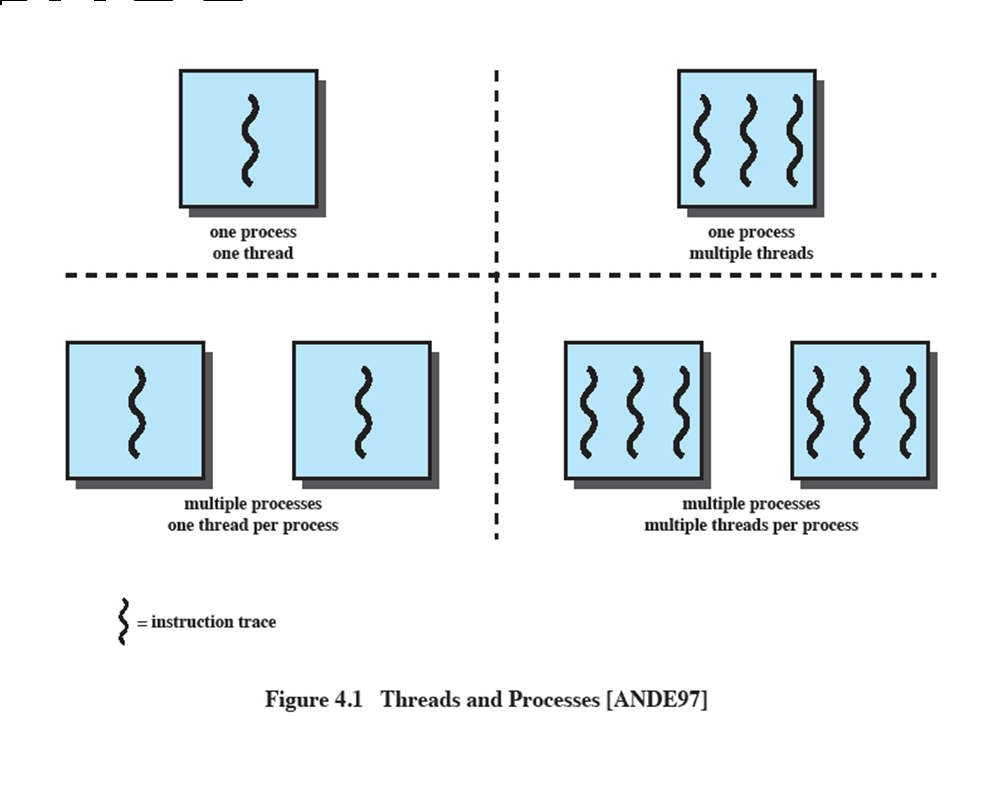 one process
one thread
one process
multiple threads
multiple processes
one thread per process
multiple processes
multiple threads per process
= instruction trace
Figure 4.1 Threads and Processes [ANDE97]